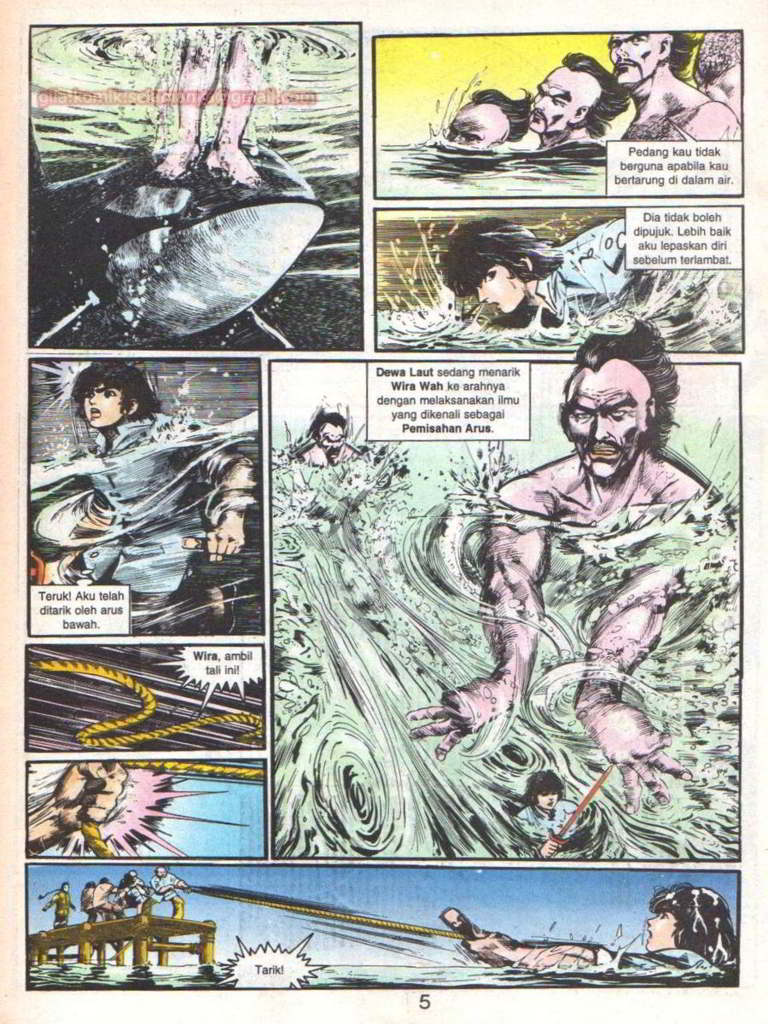 Pedang kau tidak
berguna apabila kau
bertarung di dalam air.
Dia tidak boleh
dipujuk. Lebih baik
aku lepaskan diri
sebelum terlambat.
Teruk! Aku telah
ditarik oleh arus
bawah.
Dewa Laut sedang menarik
Wira Wah ke arahnya
dengan melaksanakan ilmu
yang dikenali sebagai
Pemisahan Arus.
Wira, ambil
tali ini!
Tarik!
5